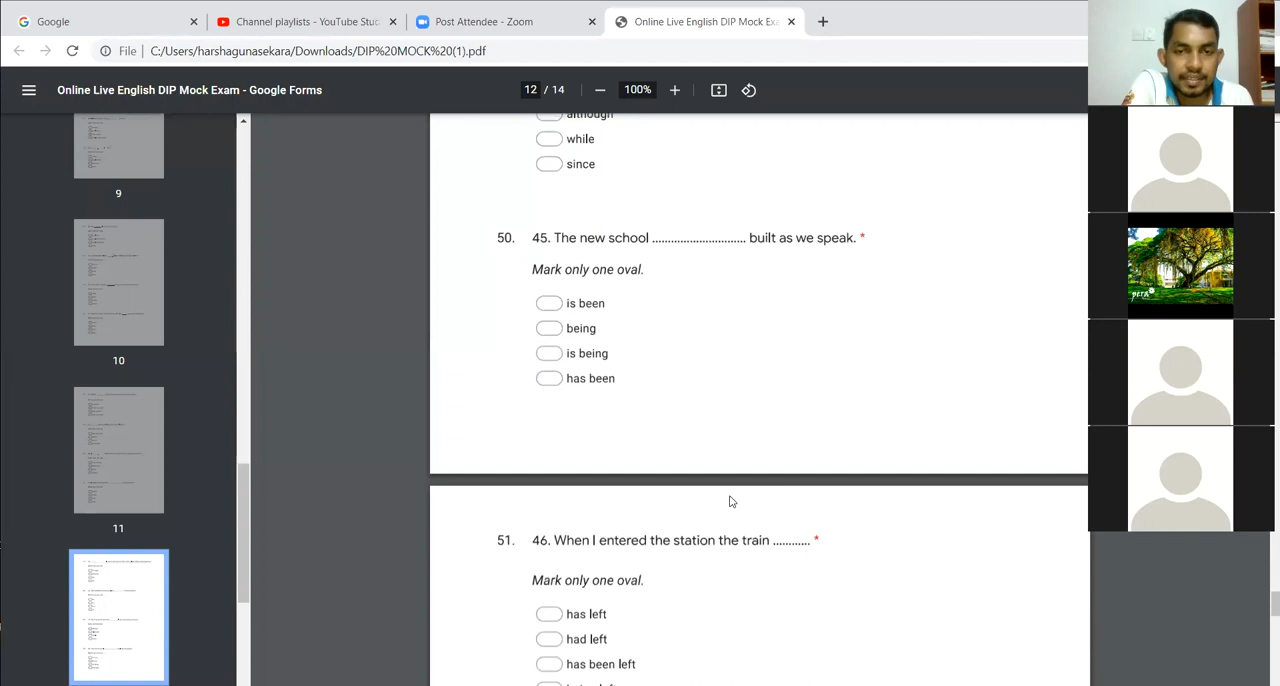 Google
Channel playlists - YouTube Stuc
Post Attendee - Zoom
Online Live English DIP Mock Exa
File
C:/Users/harshagunasekara/Downloads/DIP%20MOCK%20(1).pdf
Online Live English DIP Mock Exam - Google Forms
12 / 14
100%
9
10
11
although
while
since
50. 45. The new school ............................ built as we speak. *
Mark only one oval.
is been
being
is being
has been
51. 46. When I entered the station the train ........... *
Mark only one oval.
has left
had left
has been left